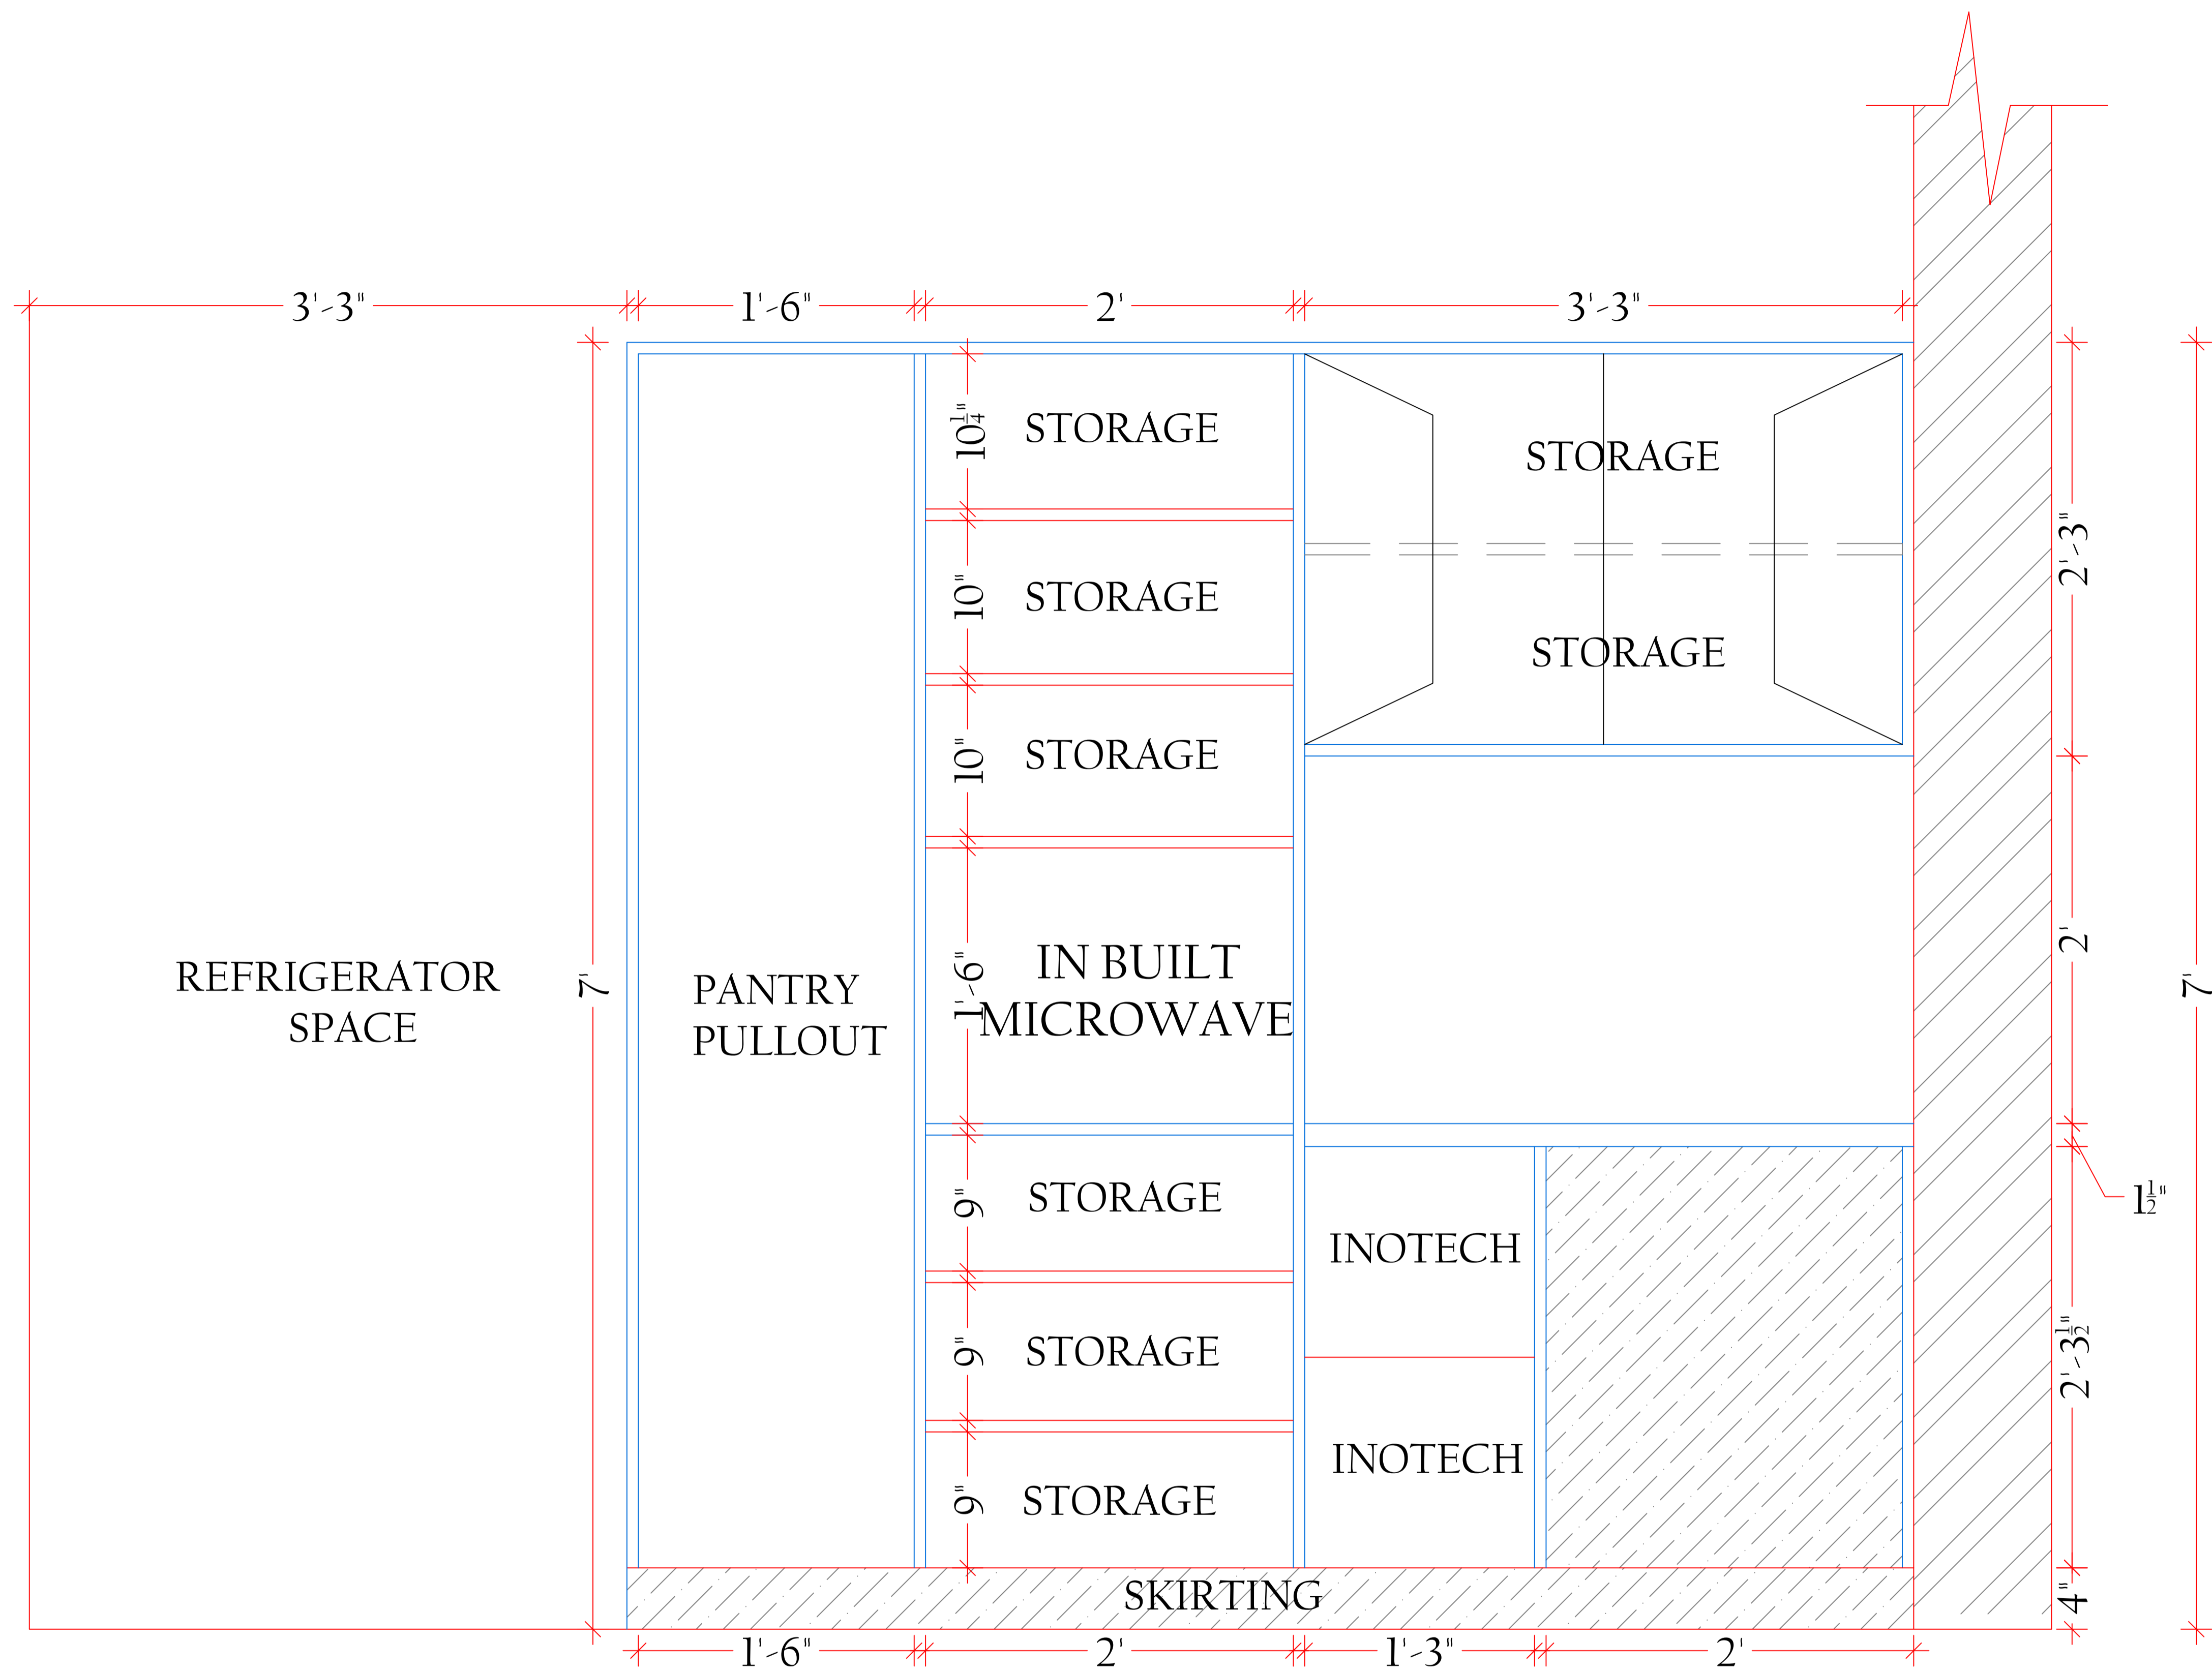 3'-3"
1'-6"
2'
3'-3"
10¼"
STORAGE
STORAGE
2'-3"
10"
STORAGE
STORAGE
10"
STORAGE
REFRIGERATOR
SPACE
7'
PANTRY
PULLOUT
1'-6"
IN BUILT
MICROWAVE
2'
7'
9"
STORAGE
1½"
INOTECH
9"
STORAGE
2'-3½"
INOTECH
9"
STORAGE
SKIRTING
4"
1'-6"
2'
1'-3"
2'